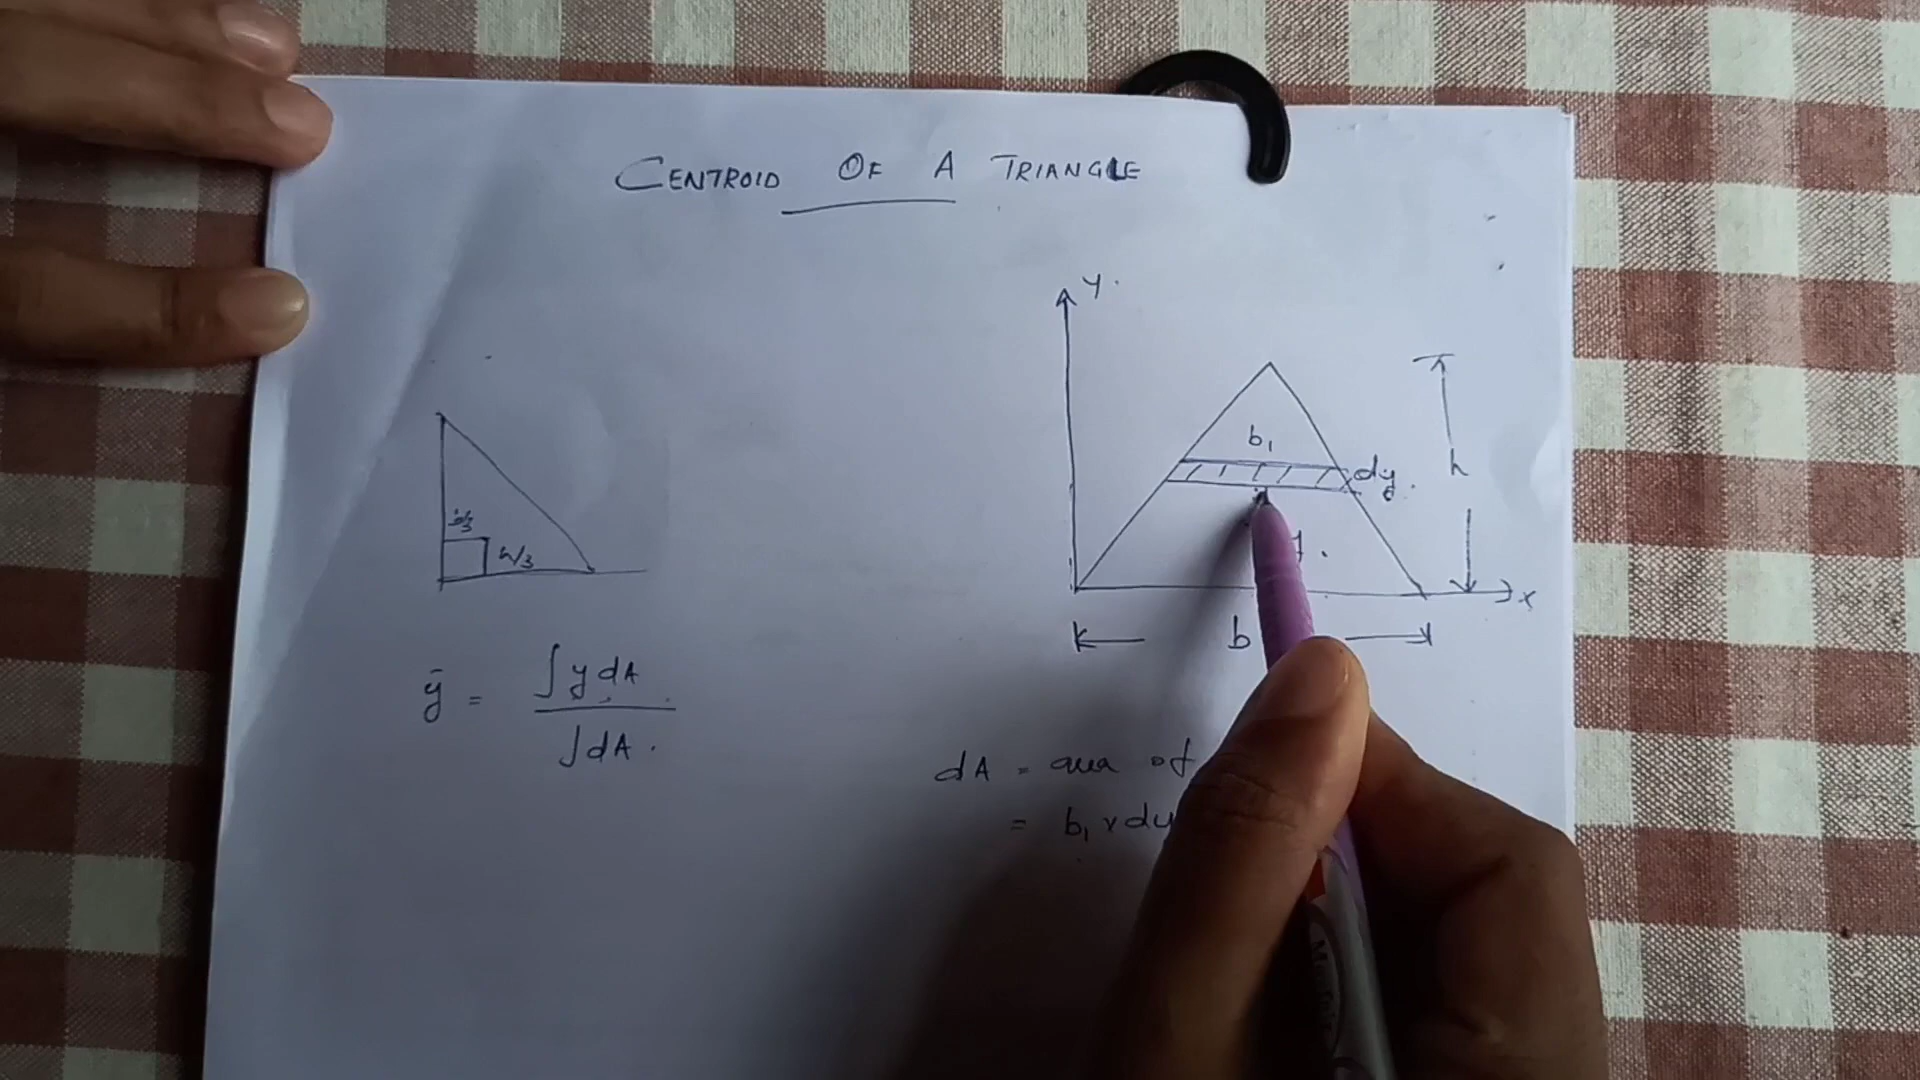 CENTROID OF A TRIANGLE
y
b₁
dy
h
b/3
h/3
x
b
ȳ = ∫y dA
∫dA.
dA = area of
= b₁ x dy